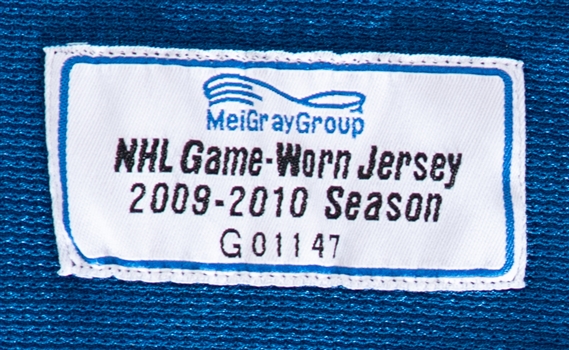 MeiGrayGroup
NHL Game-Worn Jersey
2009-2010 Season
G01147